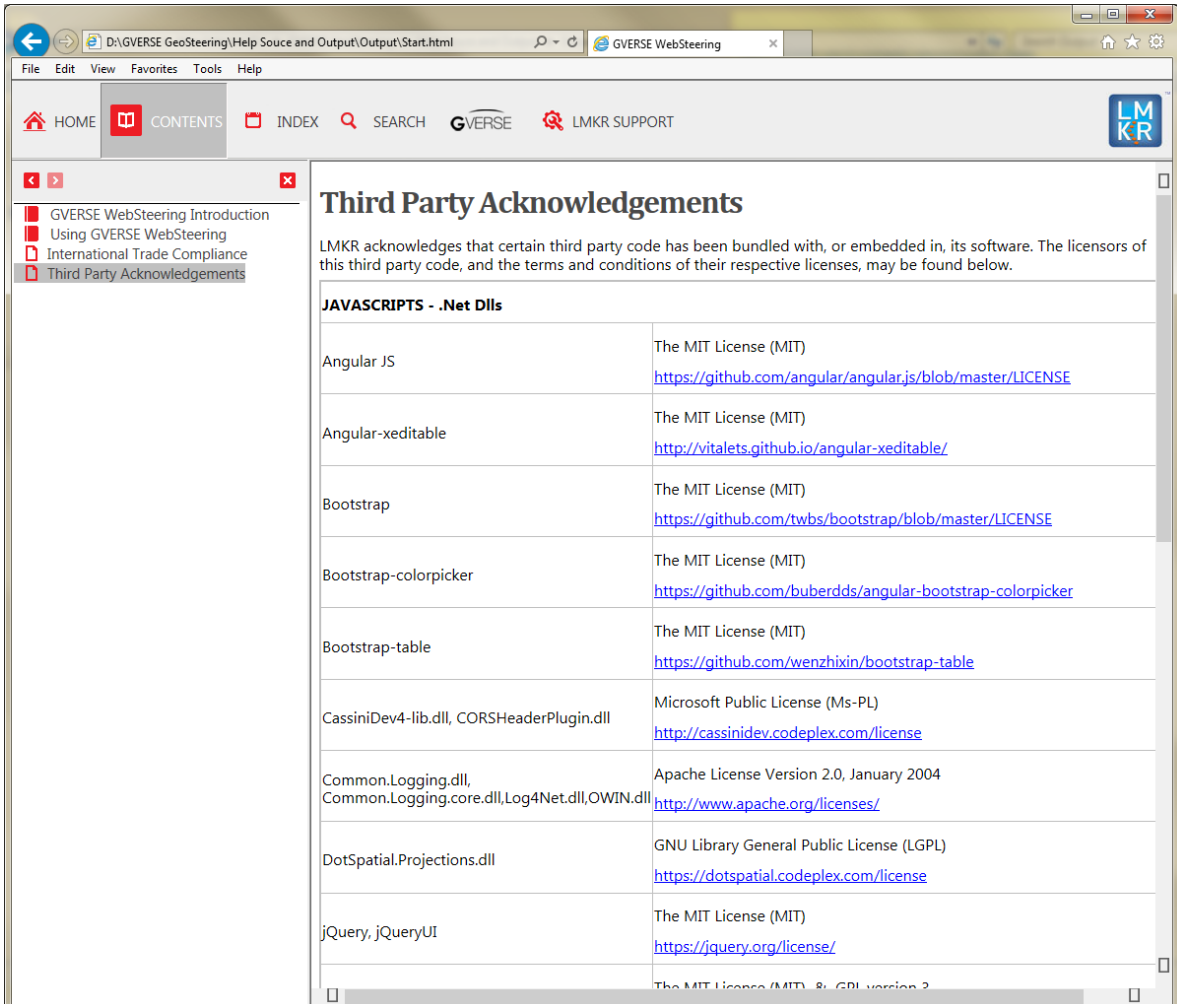 D:\GVERSE GeoSteering\Help Souce and Output\Output\Start.html
GVERSE WebSteering
File Edit View Favorites Tools Help
HOME CONTENTS INDEX SEARCH GVERSE LMKR SUPPORT
LM
KR
GVERSE WebSteering Introduction
Using GVERSE WebSteering
International Trade Compliance
Third Party Acknowledgements
Third Party Acknowledgements
LMKR acknowledges that certain third party code has been bundled with, or embedded in, its software. The licensors of
this third party code, and the terms and conditions of their respective licenses, may be found below.
JAVASCRIPTS - .Net Dlls
Angular JS
The MIT License (MIT)
https://github.com/angular/angular.js/blob/master/LICENSE
Angular-xeditable
The MIT License (MIT)
http://vitalets.github.io/angular-xeditable/
Bootstrap
The MIT License (MIT)
https://github.com/twbs/bootstrap/blob/master/LICENSE
Bootstrap-colorpicker
The MIT License (MIT)
https://github.com/buberdds/angular-bootstrap-colorpicker
Bootstrap-table
The MIT License (MIT)
https://github.com/wenzhixin/bootstrap-table
CassiniDev4-lib.dll, CORSHeaderPlugin.dll
Microsoft Public License (Ms-PL)
http://cassinidev.codeplex.com/license
Common.Logging.dll,
Common.Logging.core.dll,Log4Net.dll,OWIN.dll
Apache License Version 2.0, January 2004
http://www.apache.org/licenses/
DotSpatial.Projections.dll
GNU Library General Public License (LGPL)
https://dotspatial.codeplex.com/license
jQuery, jQueryUI
The MIT License (MIT)
https://jquery.org/license/
The MIT License (MIT) & GPL version